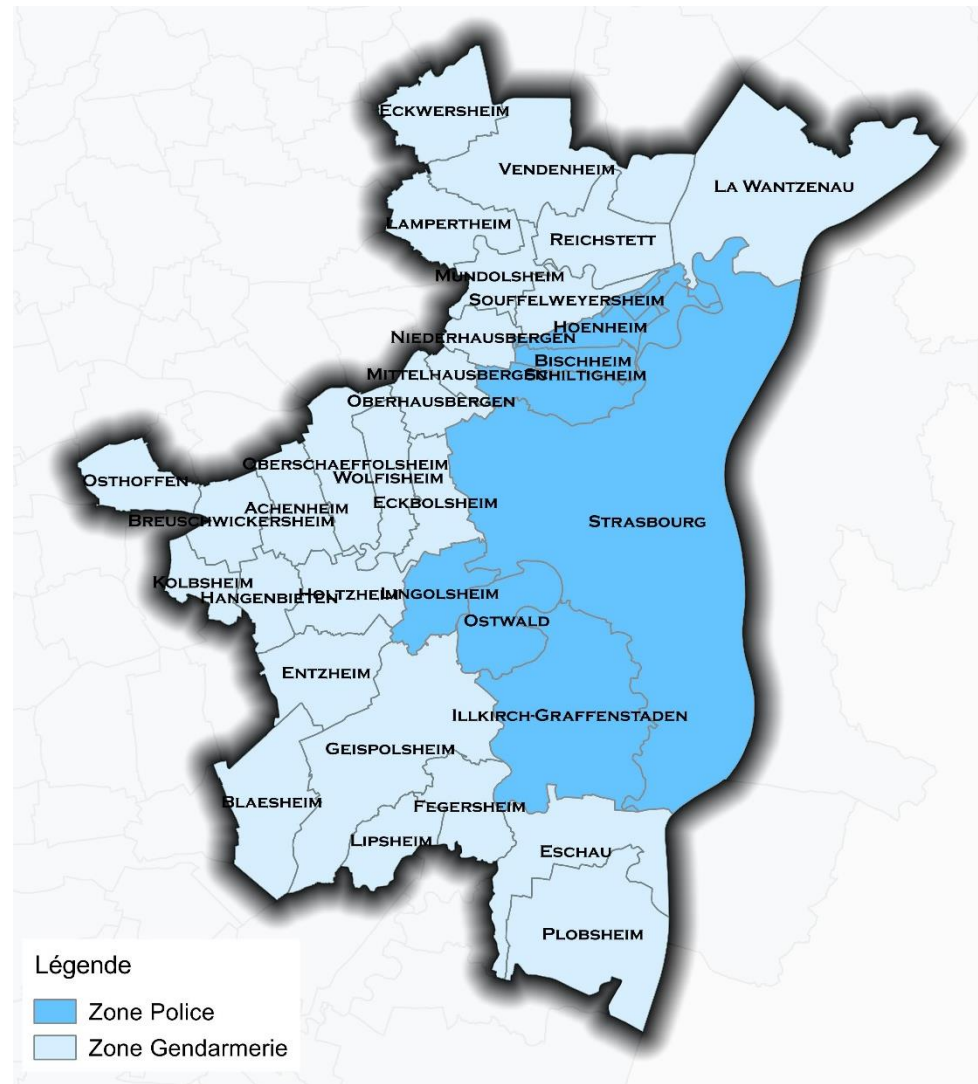 ECKWERSHEIM
VENDENHEIM
LA WANTZENAU
LAMPERTHEIM
REICHSTETT
MUNDOLSHEIM
SOUFFELWEYERSHEIM
HOENHEIM
NIEDERHAUSBERGEN
BISCHHEIM
MITTELHAUSBERGEN
SCHILTIGHEIM
OBERHAUSBERGEN
OBERSCHAEFFOLSHEIM
WOLFISHEIM
OSTHOFFEN
ECKBOLSHEIM
ACHENHEIM
BREUSCHWICKERSHEIM
STRASBOURG
KOLBSHEIM
HANGENBIETEN
HOLTZHEIM
LINGOLSHEIM
OSTWALD
ENTZHEIM
ILLKIRCH-GRAFFENSTADEN
GEISPOLSHEIM
BLAESHEIM
FEGERSHEIM
LIPSHEIM
ESCHAU
PLOBSHEIM
Légende
Zone Police
Zone Gendarmerie